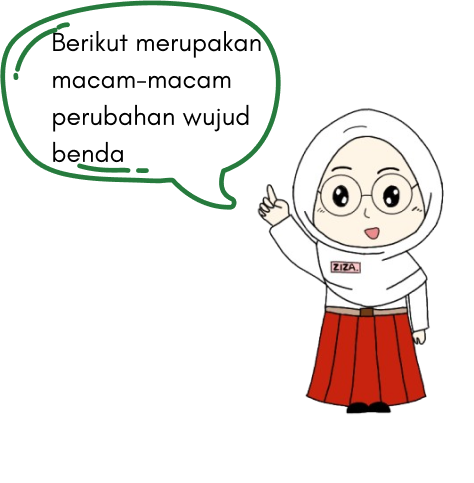 Berikut merupakan
macam-macam
perubahan wujud
benda
ZIZA.